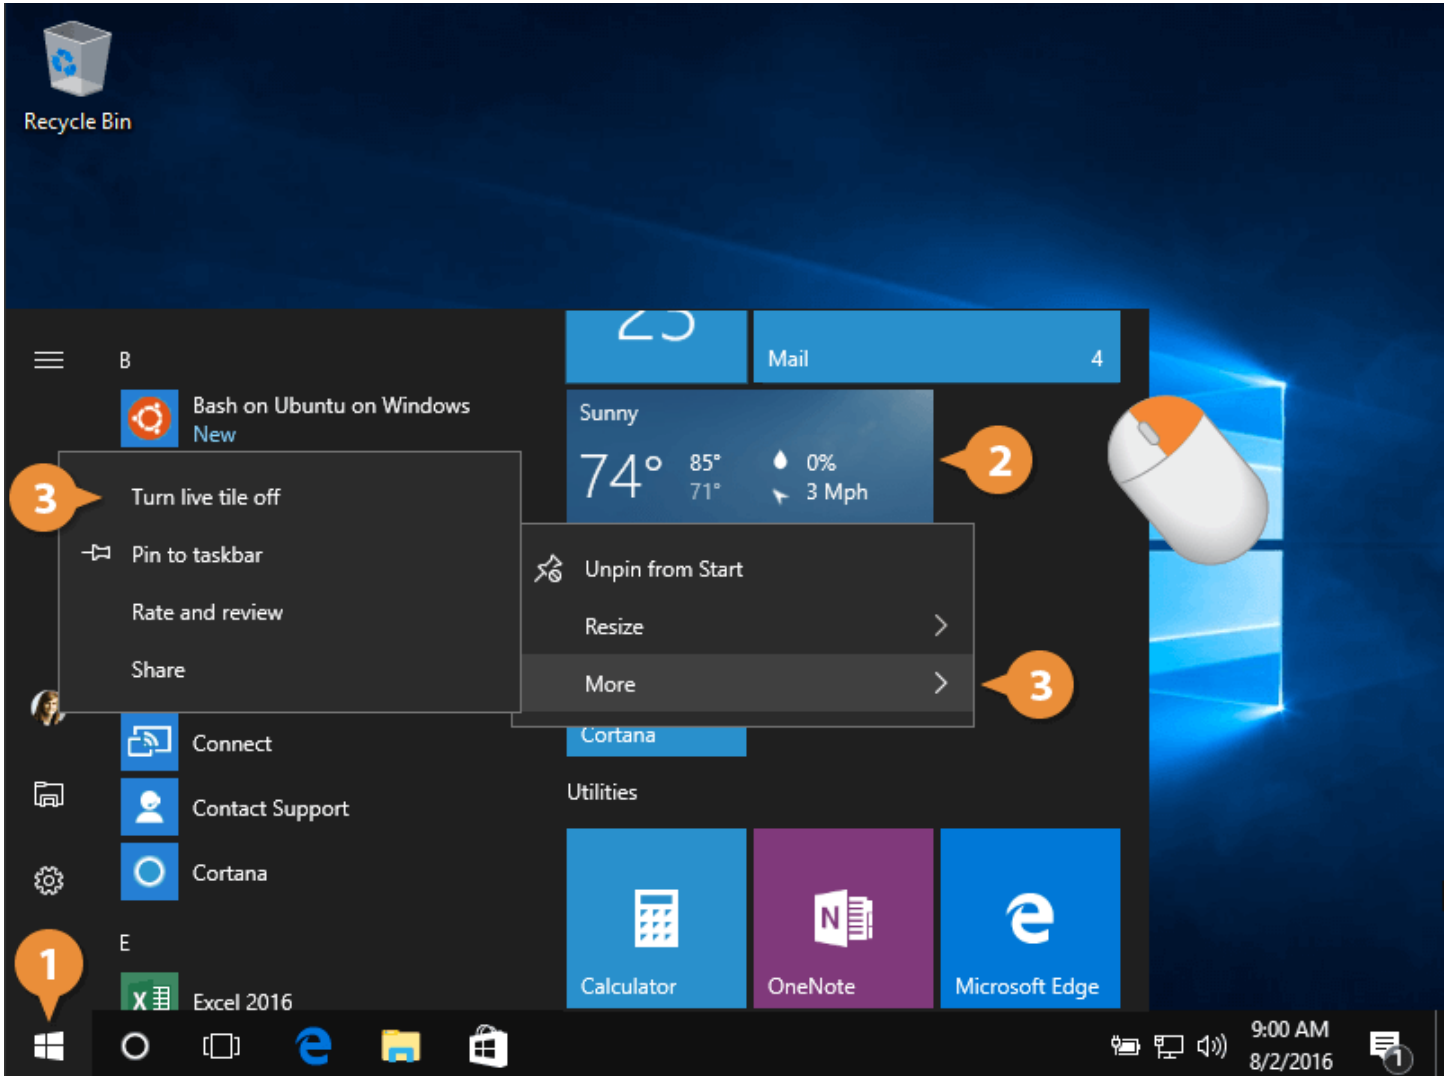 Recycle Bin
23
Mail 4
B
Bash on Ubuntu on Windows
New
Sunny
74° 85° 0%
71° 3 Mph
2
3
Turn live tile off
Pin to taskbar
Rate and review
Share
Unpin from Start
Resize
More
3
Connect
Cortana
Utilities
Contact Support
Cortana
E
Excel 2016
Calculator
N
OneNote
Microsoft Edge
1
9:00 AM
8/2/2016
1